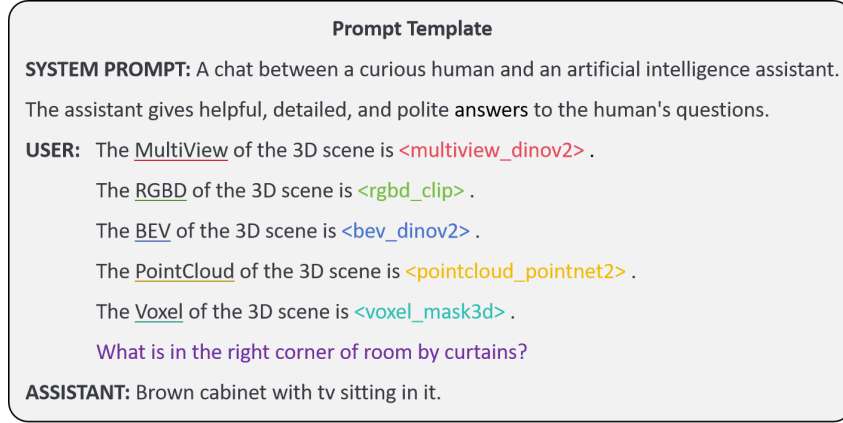 Prompt Template
SYSTEM PROMPT: A chat between a curious human and an artificial intelligence assistant.
The assistant gives helpful, detailed, and polite answers to the human's questions.
USER: The MultiView of the 3D scene is <multiview_dinov2> .
The RGBD of the 3D scene is <rgbd_clip> .
The BEV of the 3D scene is <bev_dinov2> .
The PointCloud of the 3D scene is <pointcloud_pointnet2> .
The Voxel of the 3D scene is <voxel_mask3d> .
What is in the right corner of room by curtains?
ASSISTANT: Brown cabinet with tv sitting in it.